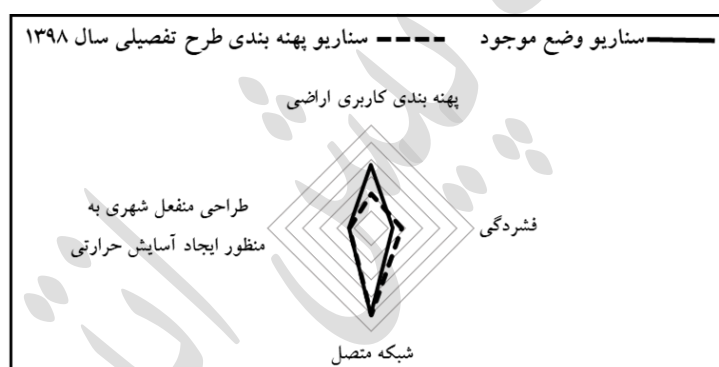 سناریو وضع موجود سناریو پهنه بندی طرح تفصیلی سال ۱۳۹۸
پهنه بندی کاربری اراضی
فشردگی
طراحی منفعل شهری به
منظور ایجاد آسایش حرارتی
شبکه متصل